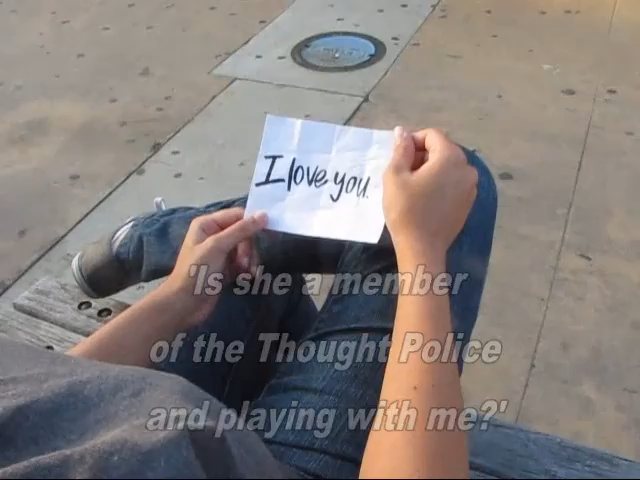 I love you.
'Is she a member
of the Thought Police
and playing with me?'